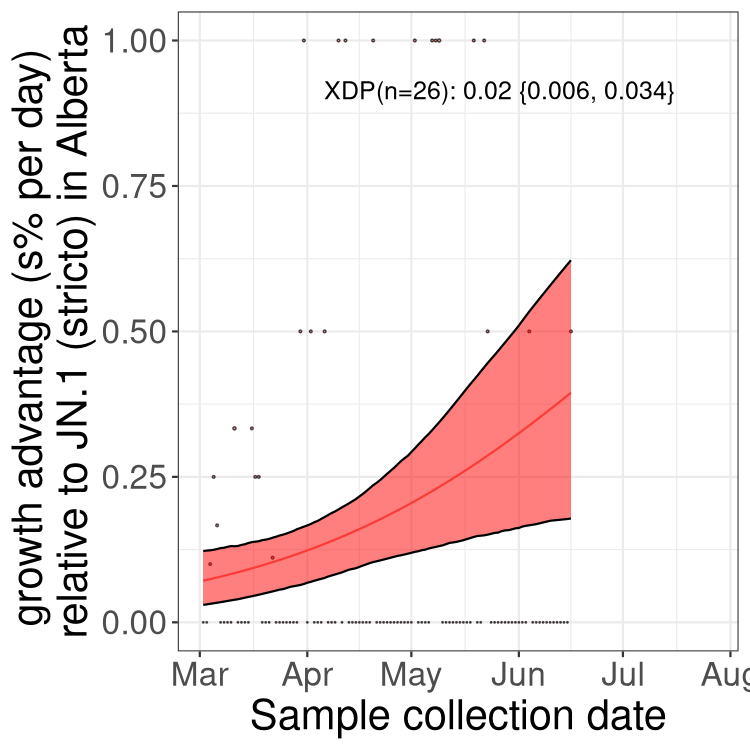 growth advantage (s% per day)
relative to JN.1 (stricto) in Alberta
1.00
0.75
0.50
0.25
0.00
XDP(n=26): 0.02 {0.006, 0.034}
Mar Apr May Jun Jul Aug
Sample collection date